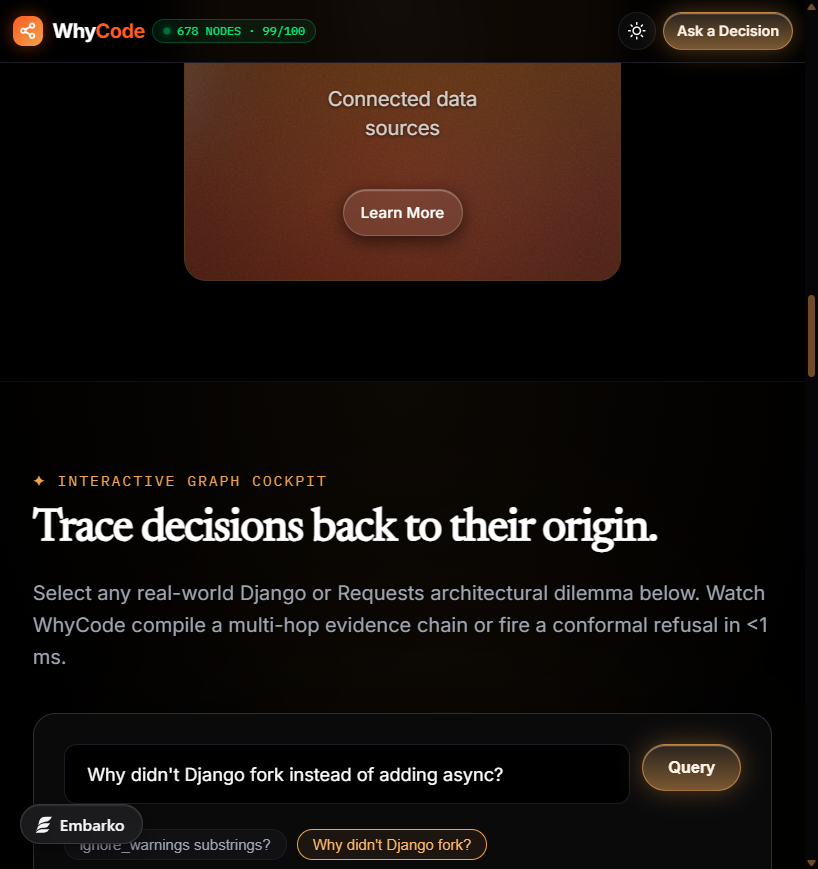 WhyCode
678 NODES · 99/100
Ask a Decision
Connected data
sources
Learn More
✦ INTERACTIVE GRAPH COCKPIT
Trace decisions back to their origin.
Select any real-world Django or Requests architectural dilemma below. Watch
WhyCode compile a multi-hop evidence chain or fire a conformal refusal in <1
ms.
Why didn't Django fork instead of adding async?
Query
Embarko
ignore_warnings substrings?
Why didn't Django fork?